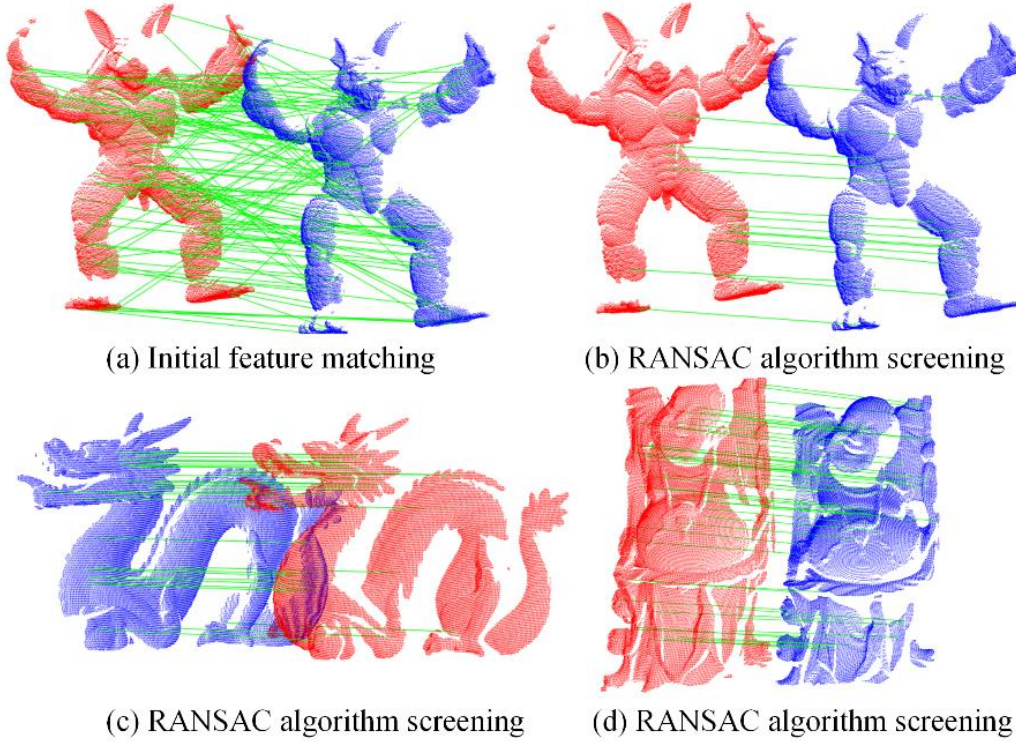 (a) Initial feature matching
(b) RANSAC algorithm screening
(c) RANSAC algorithm screening
(d) RANSAC algorithm screening